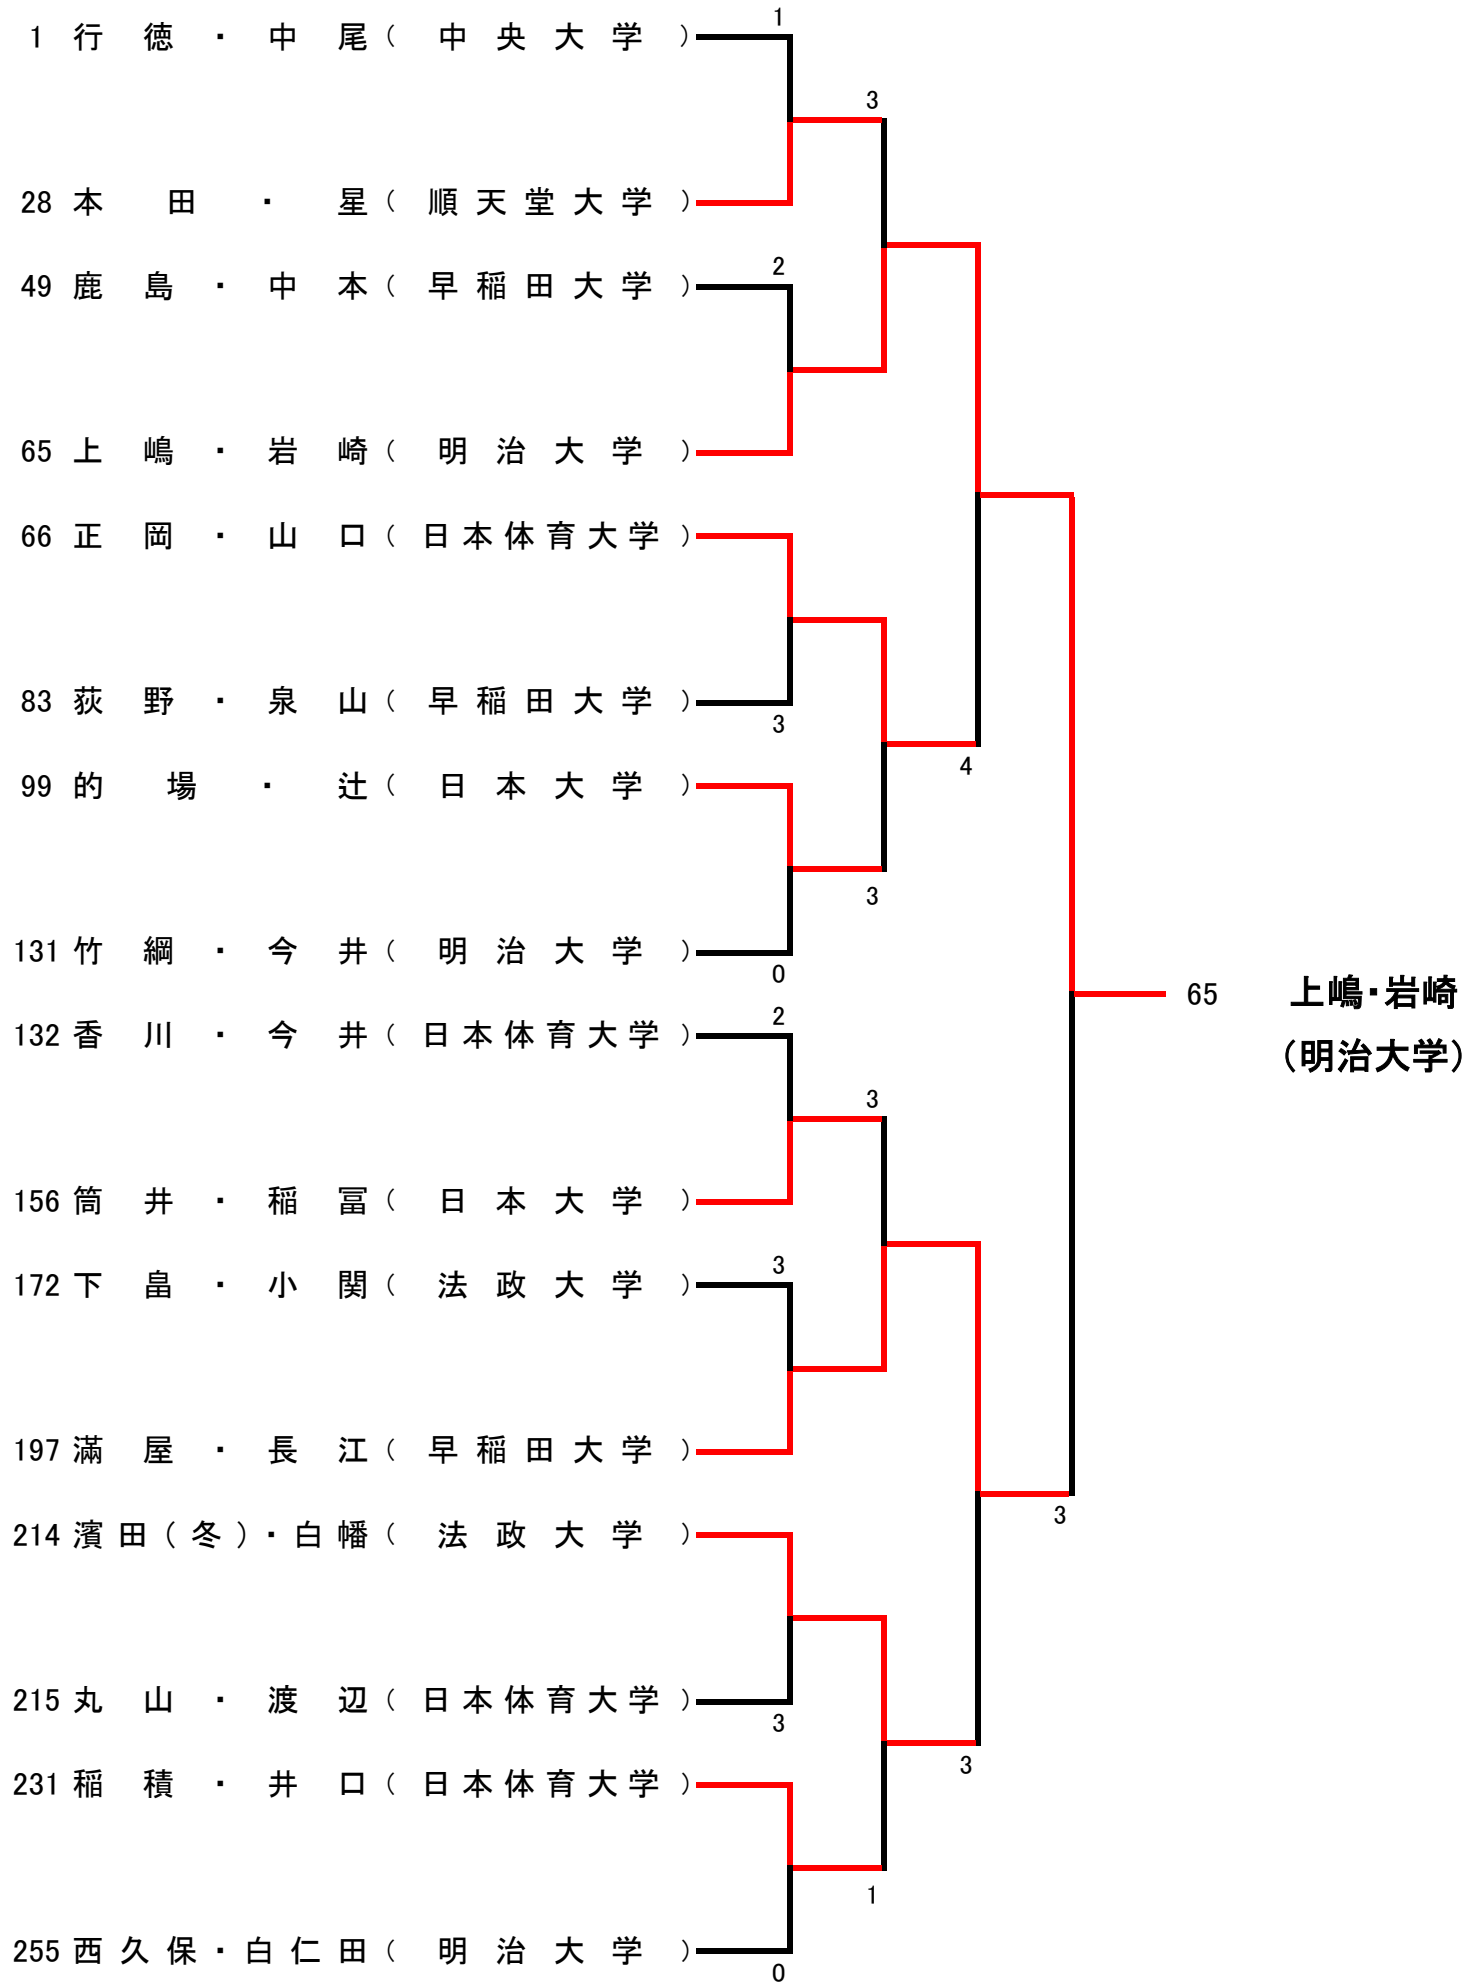 1
1 行徳・中尾(中央大学)
3
28 本田・星(順天堂大学)
2
49 鹿島・中本(早稲田大学)
65 上嶋・岩崎(明治大学)
66 正岡・山口(日本体育大学)
83 荻野・泉山(早稲田大学)
3
4
99 的場・辻(日本大学)
3
131 竹綱・今井(明治大学)
0
65 上嶋・岩崎
(明治大学)
2
132 香川・今井(日本体育大学)
3
156 筒井・稲冨(日本大学)
3
172 下畠・小関(法政大学)
197 滿屋・長江(早稲田大学)
3
214 濱田(冬)・白幡(法政大学)
215 丸山・渡辺(日本体育大学)
3
3
231 稲積・井口(日本体育大学)
1
255 西久保・白仁田(明治大学)
0